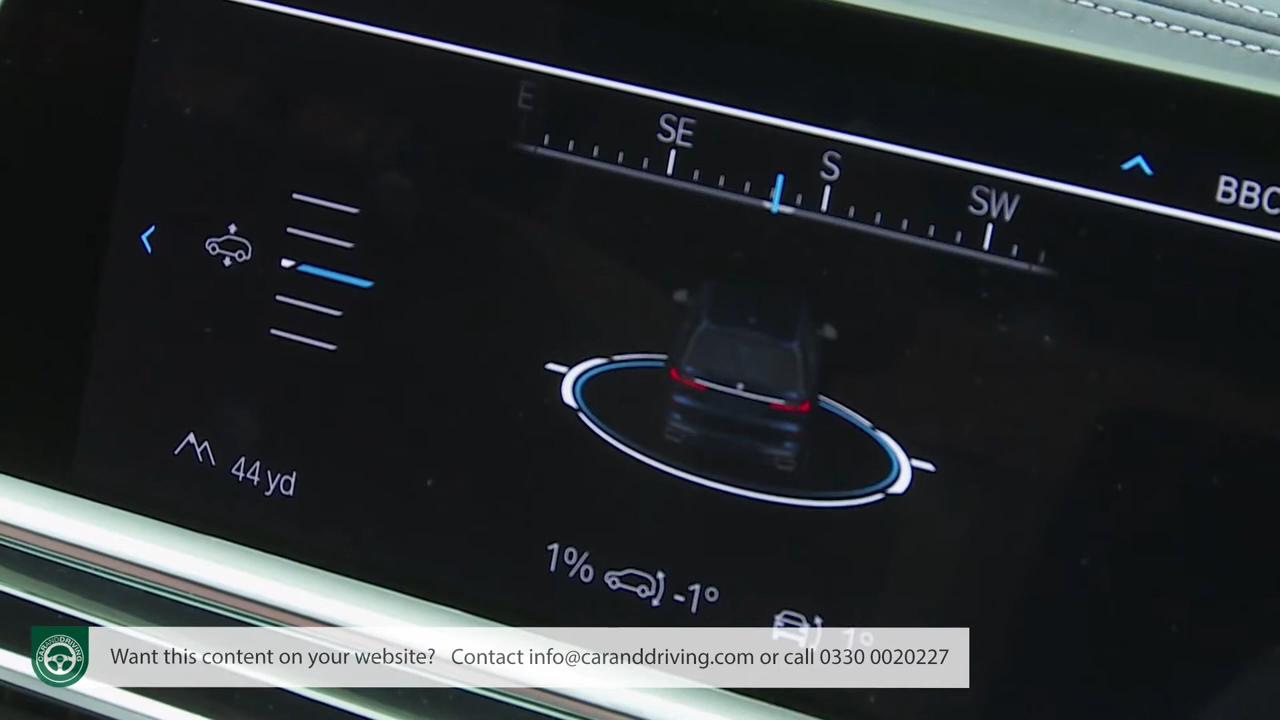 E SE S SW
BBC
44 yd
1% -1° 1°
CARANDDRIVING
Want this content on your website? Contact info@caranddriving.com or call 0330 0020227